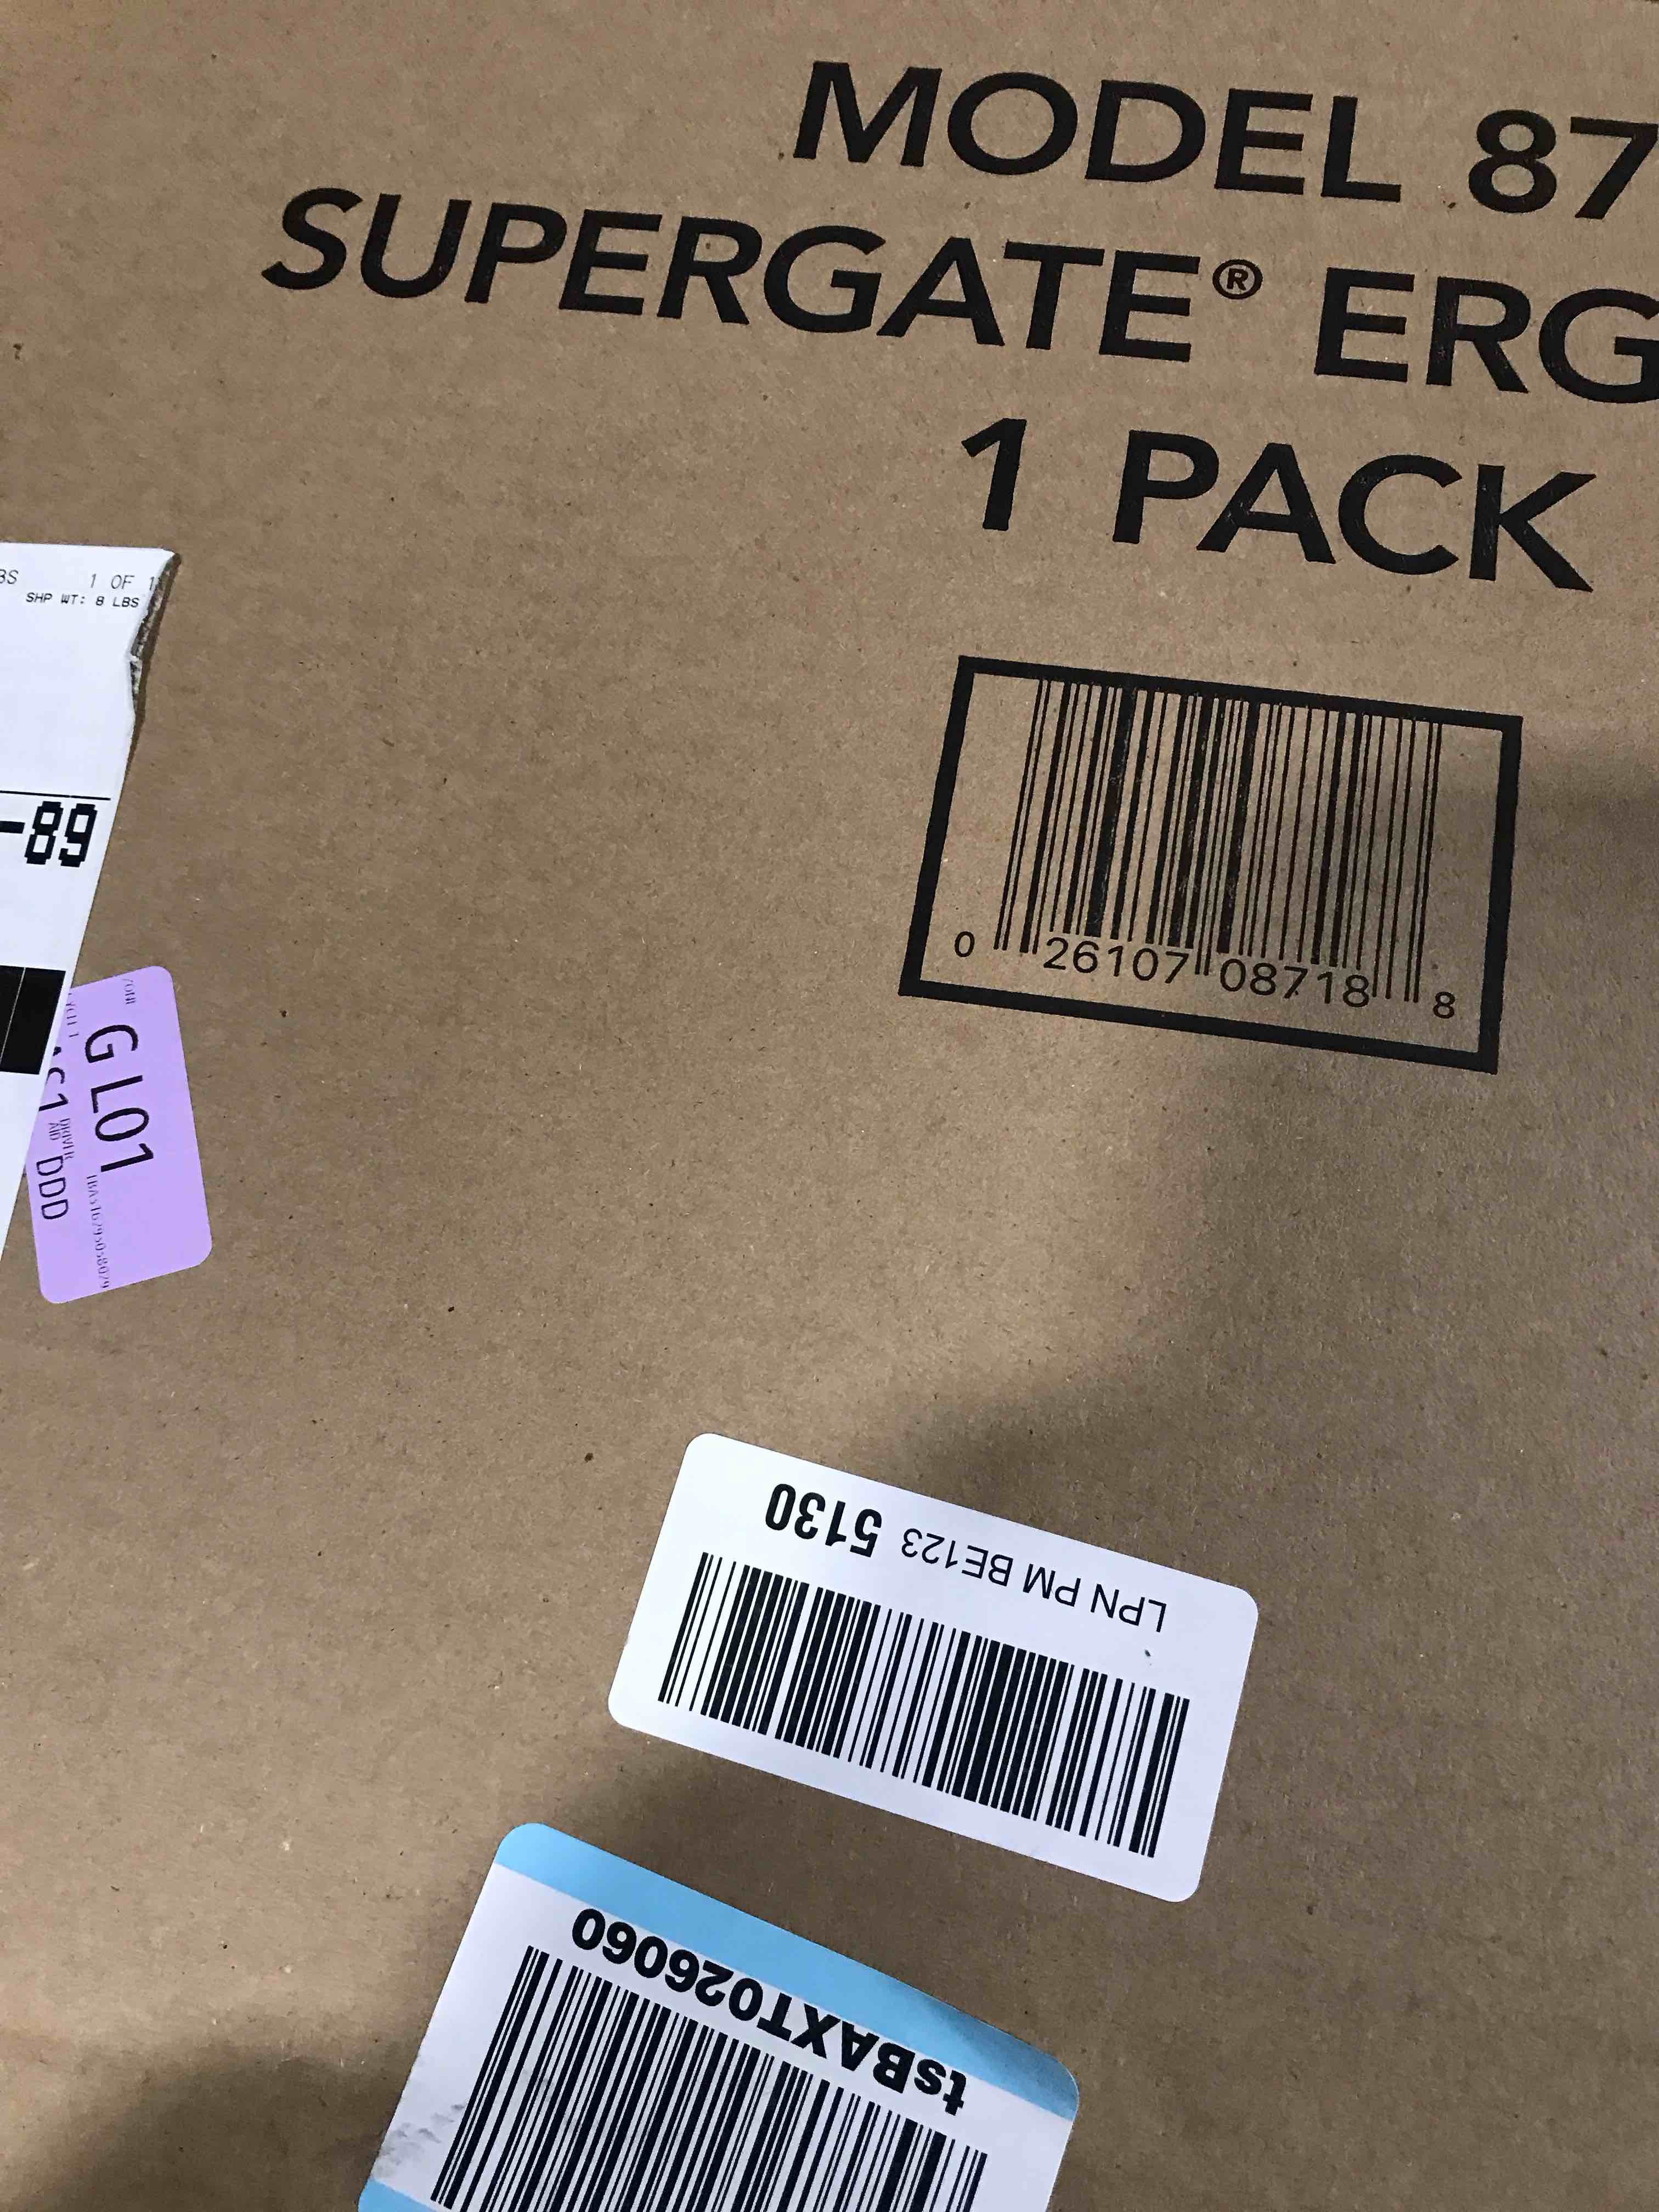 MODEL 87
SUPERGATE® ERG
1 PACK
BS 1 OF 1
SHP WT: 8 LBS
-89
0 26107 08718 8
G L01
DDD
LPN PM BE123 5130
tsBAXT026060